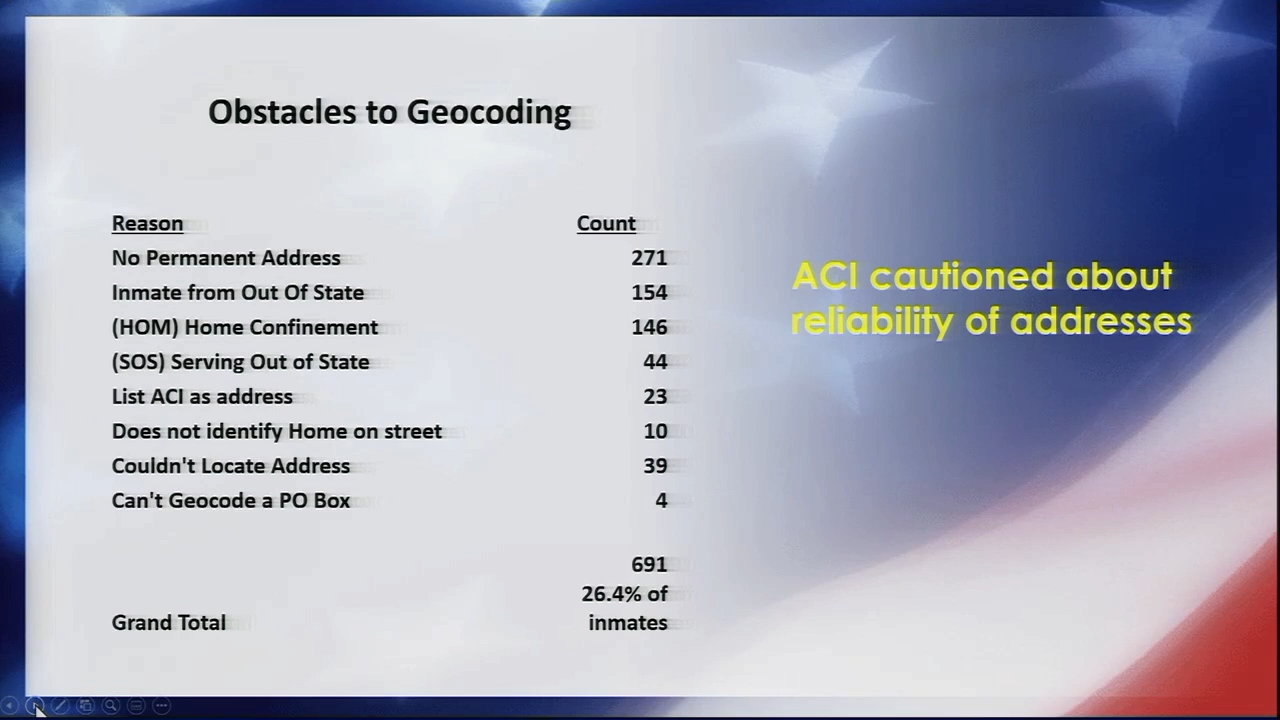 Obstacles to Geocoding
Reason Count
No Permanent Address 271
Inmate from Out Of State 154
(HOM) Home Confinement 146
(SOS) Serving Out of State 44
List ACI as address 23
Does not identify Home on street 10
Couldn't Locate Address 39
Can't Geocode a PO Box 4
691
26.4% of
Grand Total inmates
ACI cautioned about
reliability of addresses